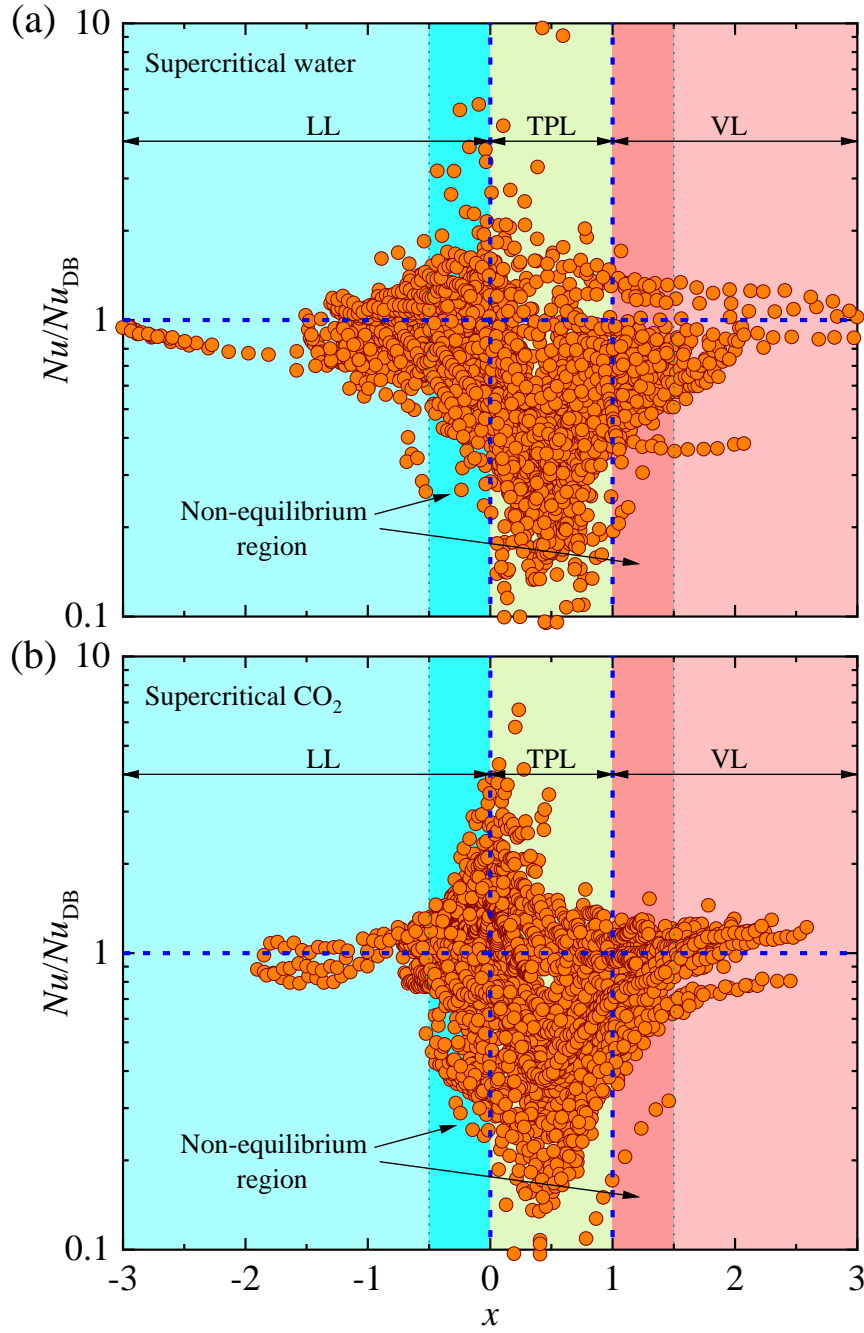 (a)
10
Supercritical water
LL
TPL
VL
Nu/Nu_DB
1
Non-equilibrium
region
0.1
(b)
10
Supercritical CO₂
LL
TPL
VL
Nu/Nu_DB
1
Non-equilibrium
region
0.1
-3 -2 -1 0 1 2 3
x